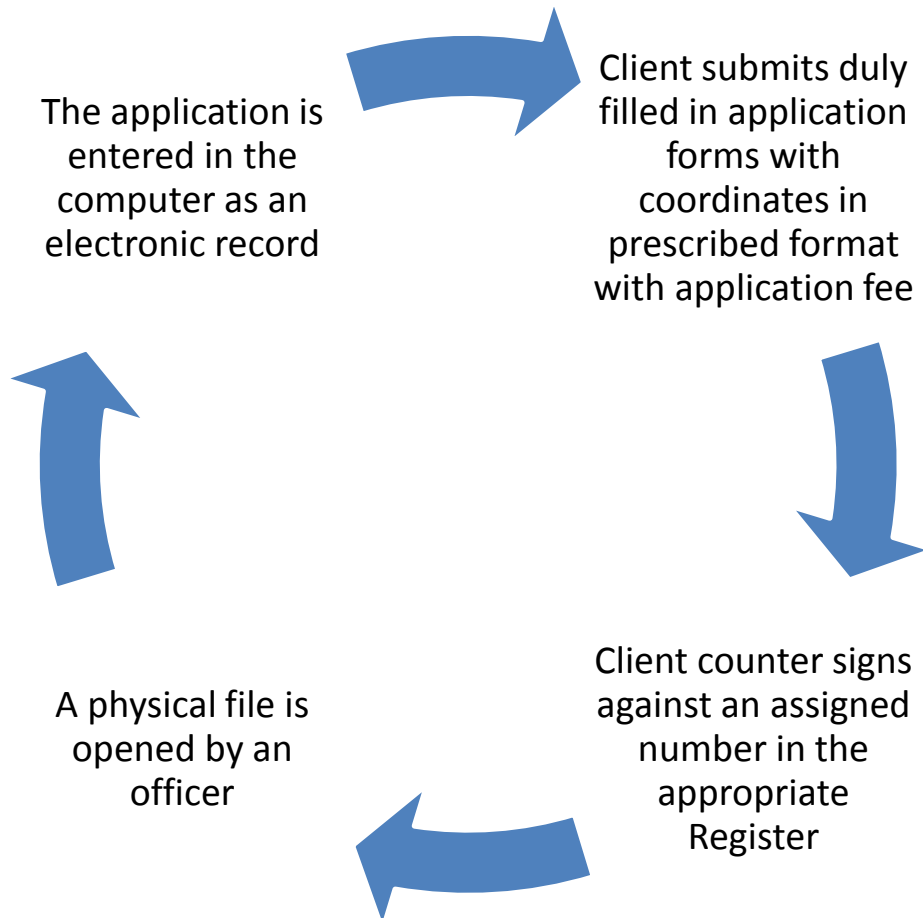 The application is
entered in the
computer as an
electronic record
Client submits duly
filled in application
forms with
coordinates in
prescribed format
with application fee
Client counter signs
against an assigned
number in the
appropriate
Register
A physical file is
opened by an
officer